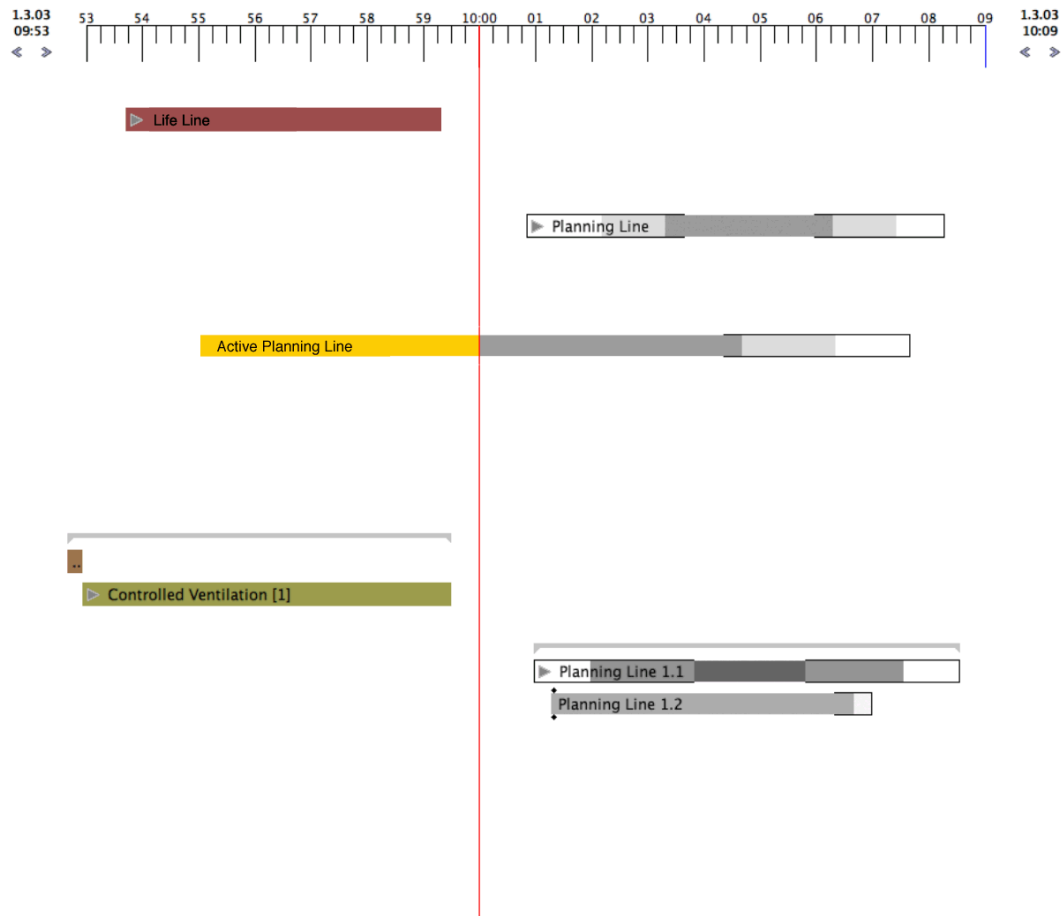 1.3.03
09:53
53 54 55 56 57 58 59 10:00 01 02 03 04 05 06 07 08 09
1.3.03
10:09
Life Line
Planning Line
Active Planning Line
..
Controlled Ventilation [1]
Planning Line 1.1
Planning Line 1.2